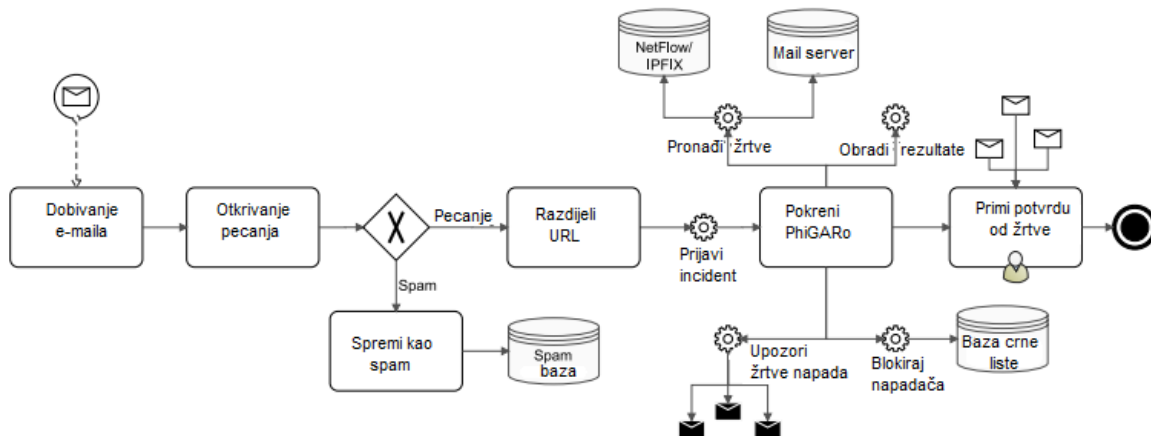 NetFlow/
IPFIX
Mail server
Pronađi žrtve
Obradi rezultate
Dobivanje
e-maila
Otkrivanje
pecanja
Pecanje
Razdijeli
URL
Prijavi
incident
Pokreni
PhiGARo
Primi potvrdu
od žrtve
Spam
Spremi kao
spam
Spam
baza
Upozori
žrtve napada
Blokiraj
napadača
Baza crne
liste